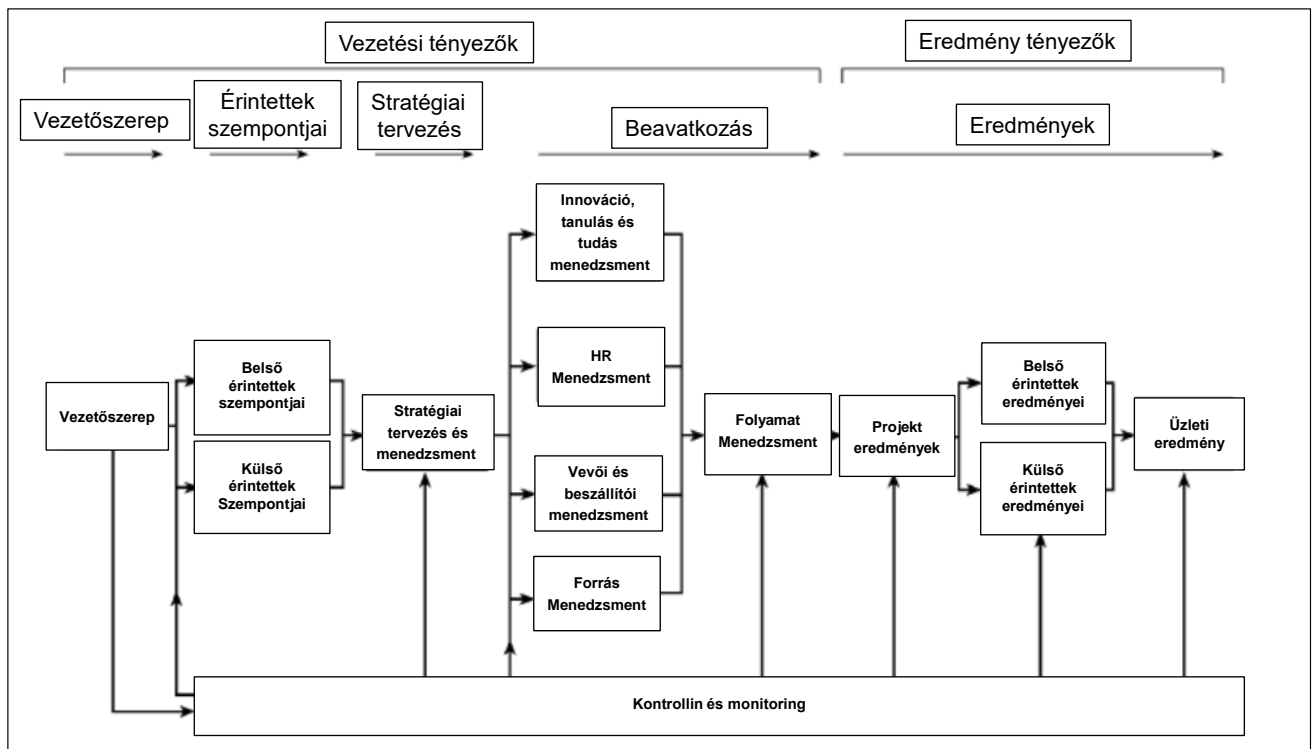 Vezetési tényezők
Eredmény tényezők
Vezetőszerep
Érintettek
szempontjai
Stratégiai
tervezés
Beavatkozás
Eredmények
Innováció,
tanulás és
tudás
menedzsment
HR
Menedzsment
Belső
érintettek
szempontjai
Belső
érintettek
eredményei
Vezetőszerep
Stratégiai
tervezés és
menedzsment
Folyamat
Menedzsment
Projekt
eredmények
Üzleti
eredmény
Külső
érintettek
Szempontjai
Vevői és
beszállítói
menedzsment
Külső
érintettek
eredményei
Forrás
Menedzsment
Kontrollin és monitoring